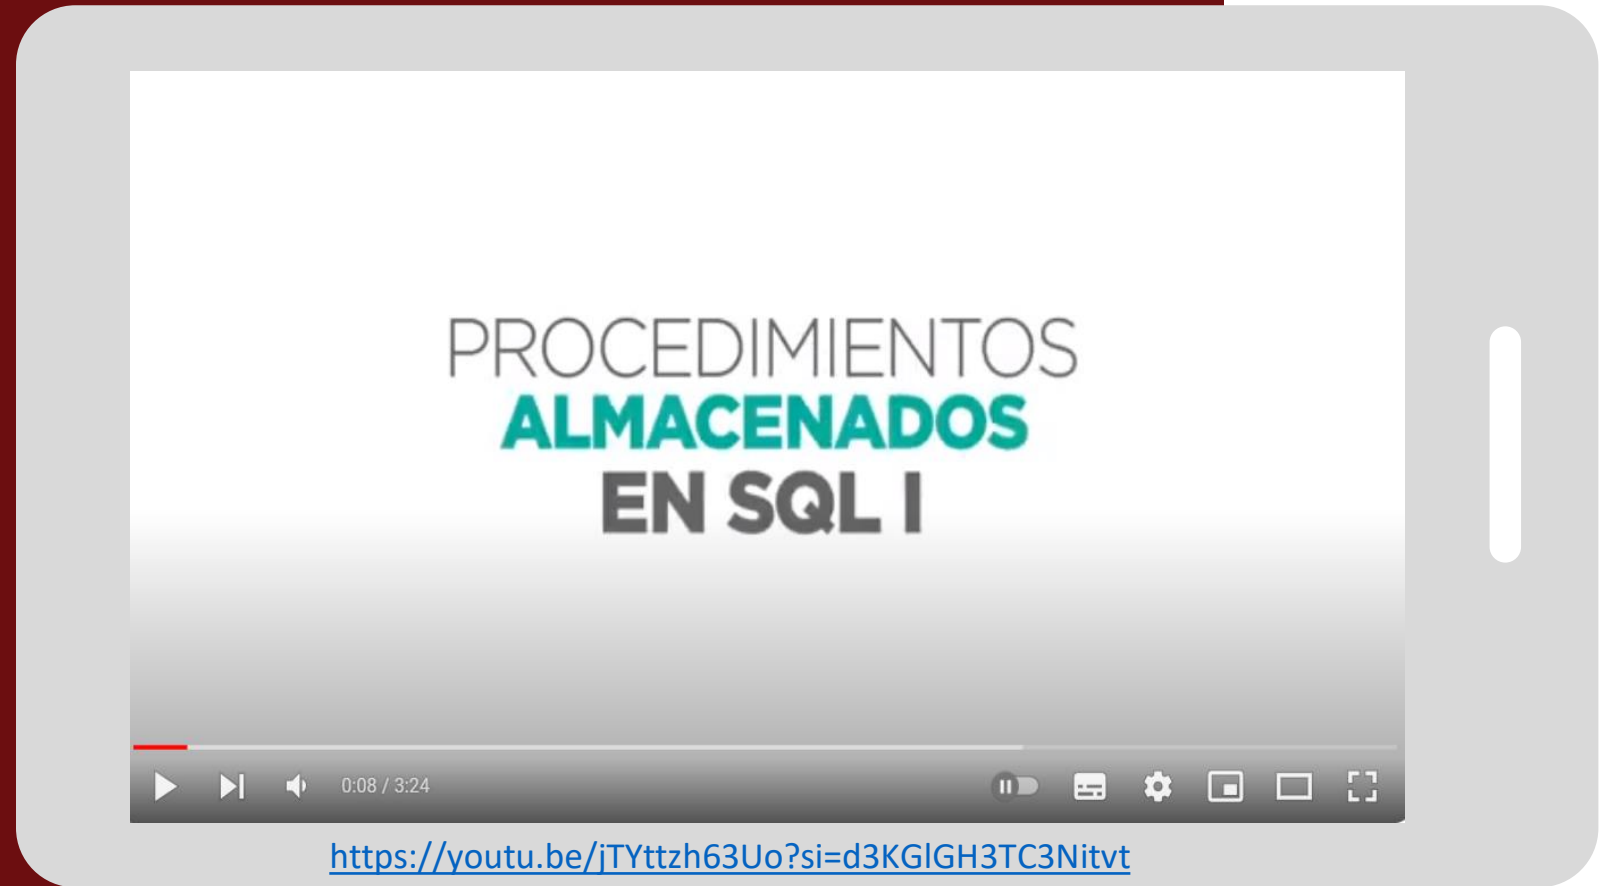 PROCEDIMIENTOS
ALMACENADOS
EN SQL I
0:08 / 3:24
https://youtu.be/jTYttzh63Uo?si=d3KGlGH3TC3Nitvt